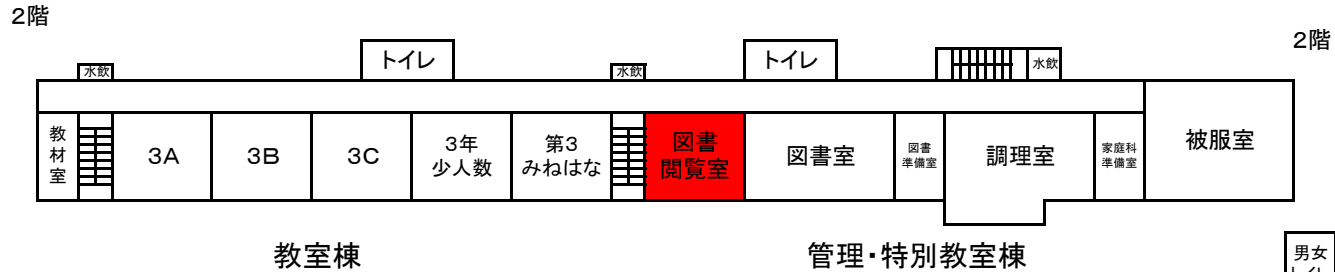 2階
2階
水飲
トイレ
水飲
トイレ
水飲
教
材
室
3A
3B
3C
3年
少人数
第3
みねはな
図書
閲覧室
図書室
図書
準備室
調理室
家庭科
準備室
被服室
教室棟
管理・特別教室棟
男女
トイレ